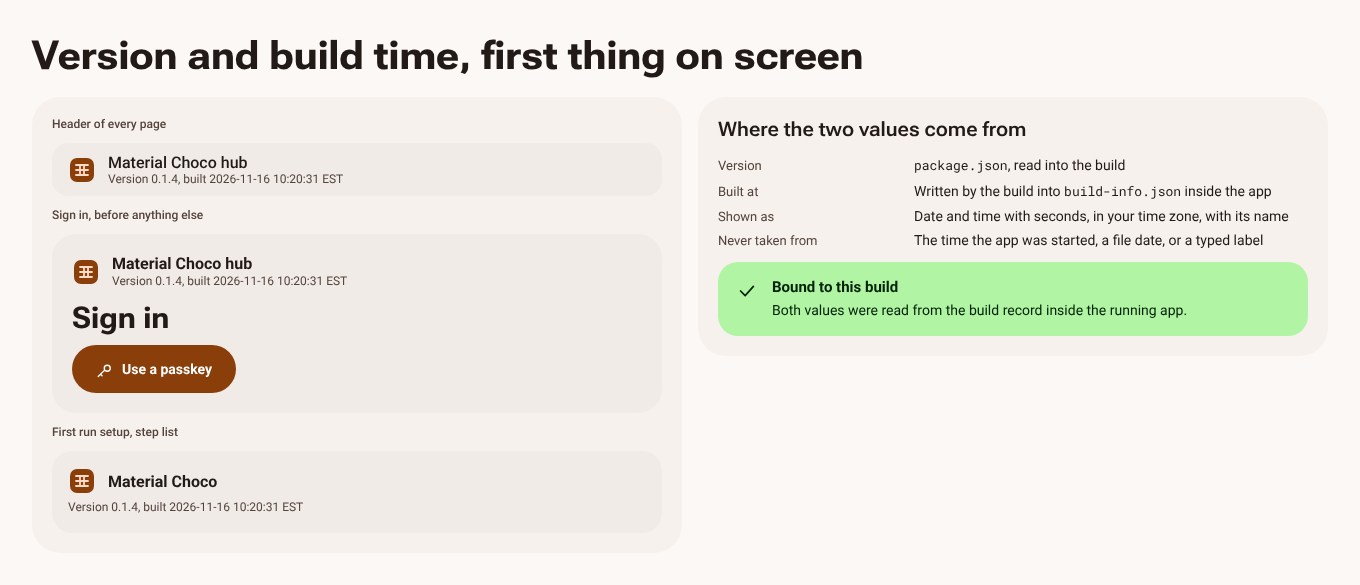 Version and build time, first thing on screen
Header of every page
Material Choco hub
Version 0.1.4, built 2026-11-16 10:20:31 EST
Sign in, before anything else
Material Choco hub
Version 0.1.4, built 2026-11-16 10:20:31 EST
Sign in
Use a passkey
First run setup, step list
Material Choco
Version 0.1.4, built 2026-11-16 10:20:31 EST
Where the two values come from
Version package.json, read into the build
Built at Written by the build into build-info.json inside the app
Shown as Date and time with seconds, in your time zone, with its name
Never taken from The time the app was started, a file date, or a typed label
Bound to this build
Both values were read from the build record inside the running app.